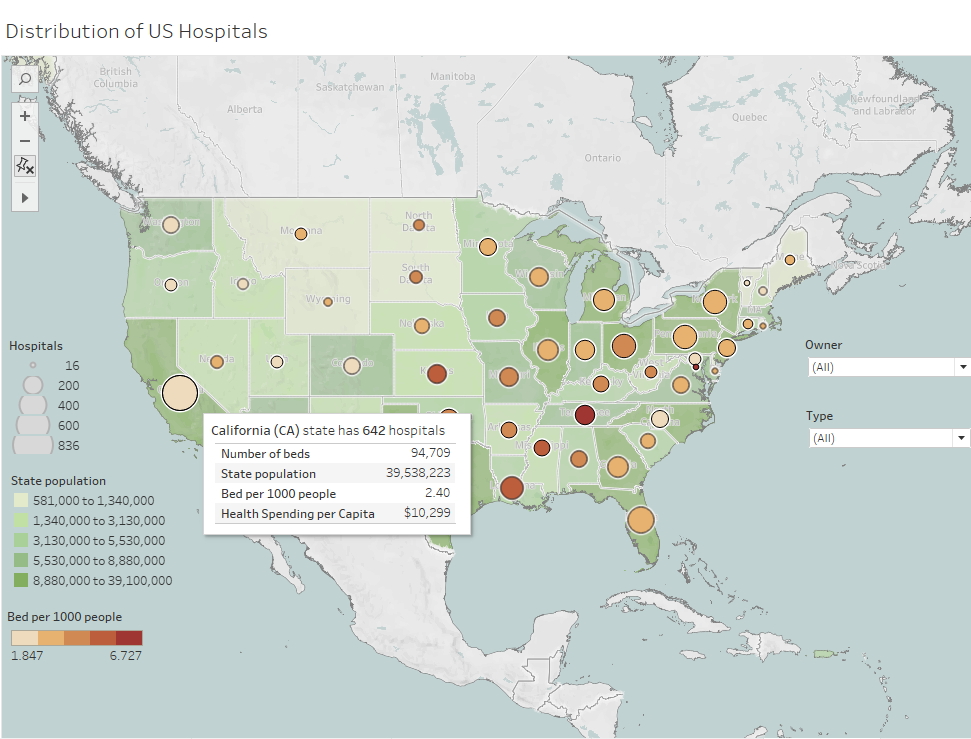 Distribution of US Hospitals
British
Columbia
Alberta
Saskatchewan
Manitoba
Ontario
Quebec
Newfoundland
and Labrador
North
Dakota
South
Dakota
Wyoming
Hospitals
16
200
400
600
836
State population
581,000 to 1,340,000
1,340,000 to 3,130,000
3,130,000 to 5,530,000
5,530,000 to 8,880,000
8,880,000 to 39,100,000
Bed per 1000 people
1.847 6.727
California (CA) state has 642 hospitals
Number of beds 94,709
State population 39,538,223
Bed per 1000 people 2.40
Health Spending per Capita $10,299
Owner
(All)
Type
(All)